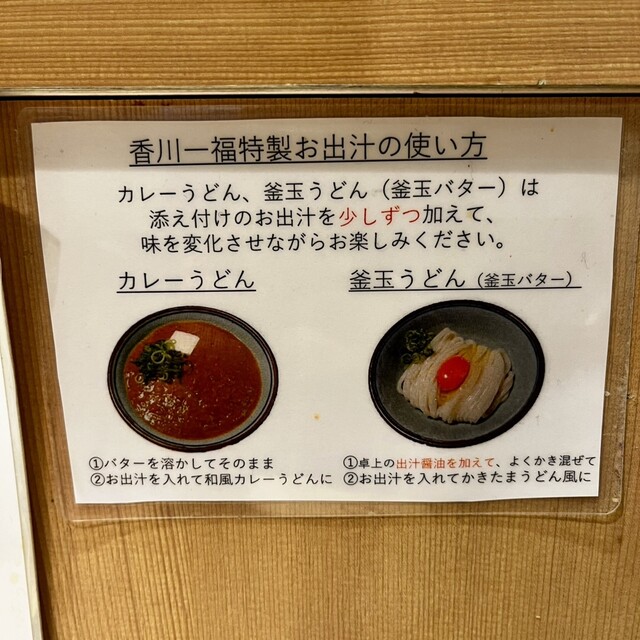 香川一福特製お出汁の使い方
カレーうどん、釜玉うどん（釜玉バター）は
添え付けのお出汁を少しずつ加えて、
味を変化させながらお楽しみください。
カレーうどん
①バターを溶かしてそのまま
②お出汁を入れて和風カレーうどんに
釜玉うどん（釜玉バター）
①卓上の出汁醤油を加えて、よくかき混ぜて
②お出汁を入れてかきたまうどん風に